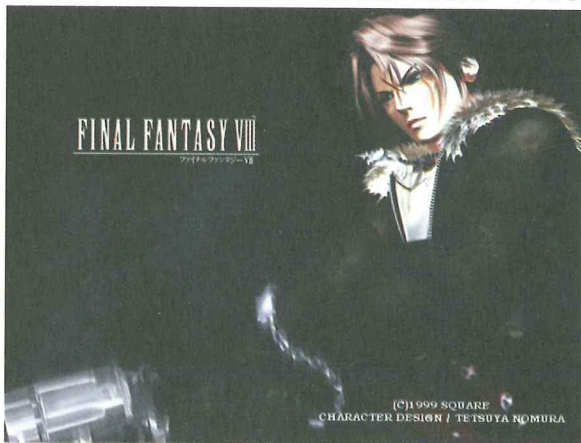 FINAL FANTASY VIII
ファイナルファンタジーVIII
(C)1999 SQUARE
CHARACTER DESIGN / TETSUYA NOMURA